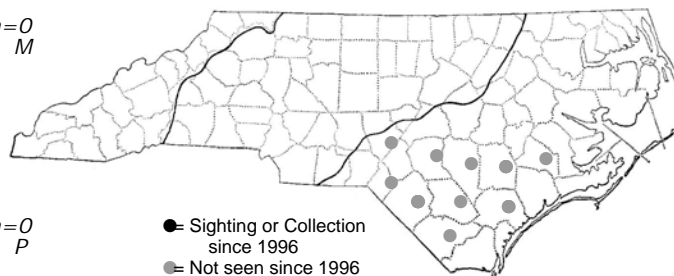 =0
M
=0
P
= Sighting or Collection
since 1996
= Not seen since 1996